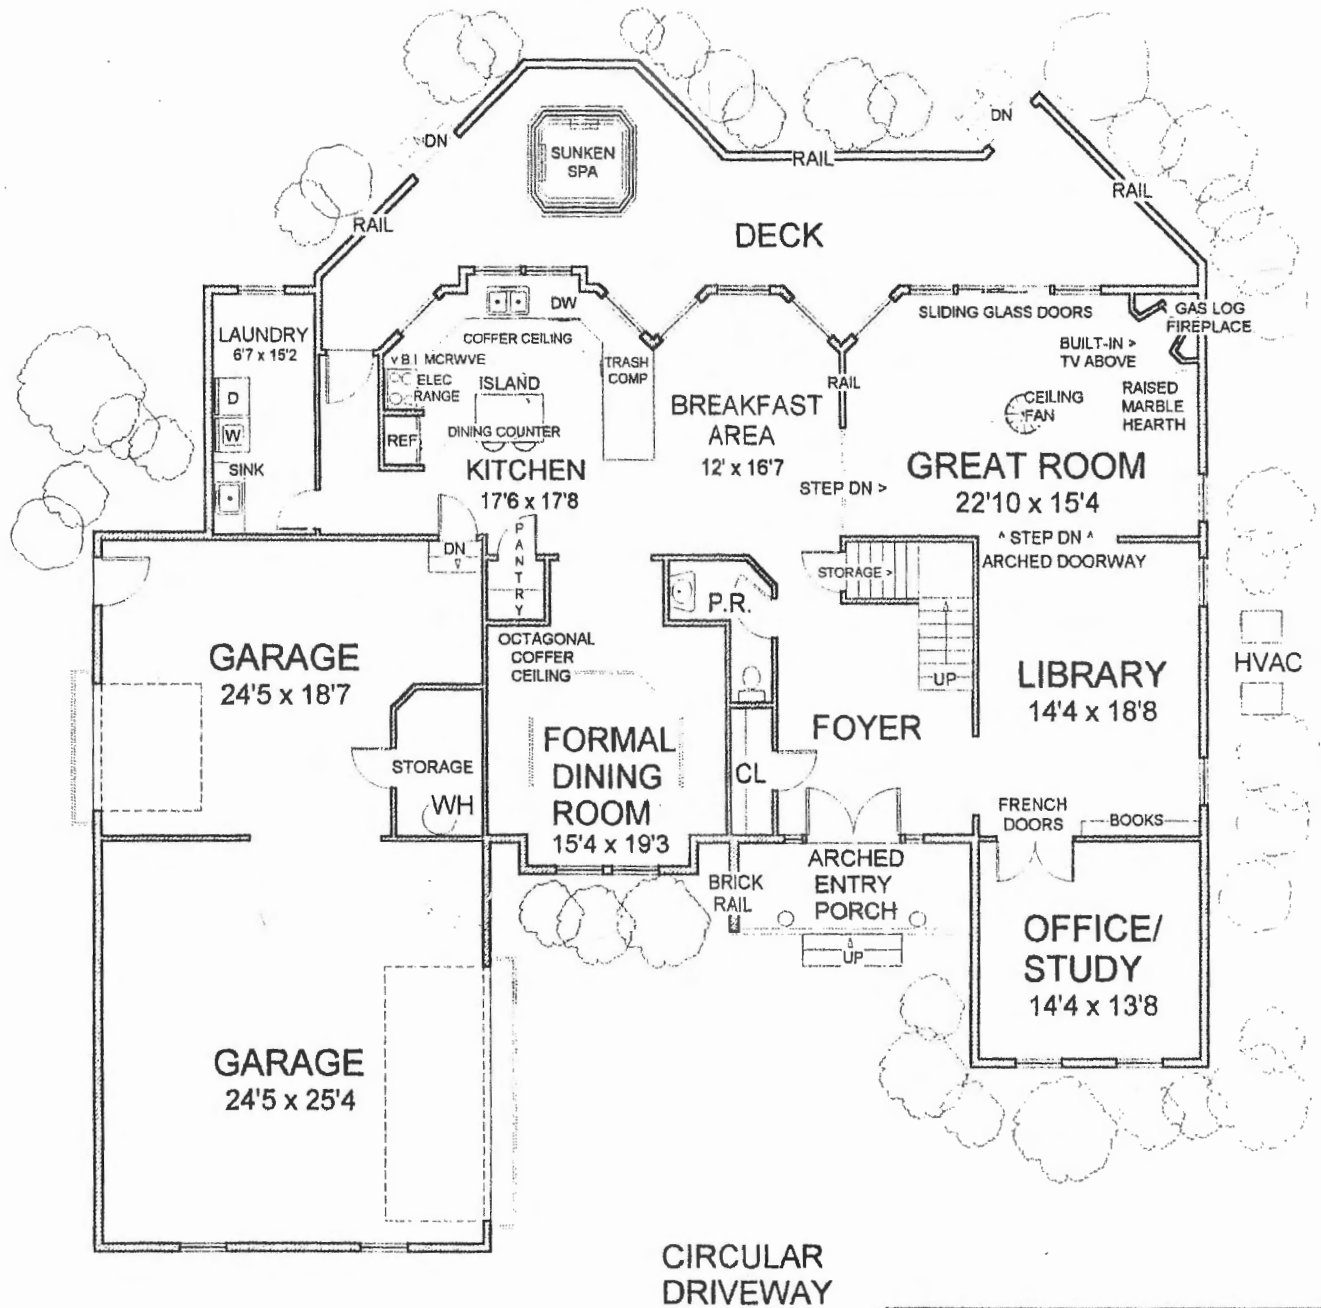 DN
DN
SUNKEN
SPA
RAIL
RAIL
RAIL
DECK
LAUNDRY
6'7 x 15'2
DW
COFFER CEILING
SLIDING GLASS DOORS
GAS LOG
FIREPLACE
BUILT-IN >
TV ABOVE
v B I MCRWVE
ELEC
RANGE
ISLAND
TRASH
COMP
RAIL
CEILING
FAN
RAISED
MARBLE
HEARTH
D
W
REF
DINING COUNTER
BREAKFAST
AREA
12' x 16'7
SINK
KITCHEN
17'6 x 17'8
GREAT ROOM
22'10 x 15'4
STEP DN >
^ STEP DN ^
ARCHED DOORWAY
DN
PANTRY
STORAGE >
P.R.
OCTAGONAL
COFFER
CEILING
GARAGE
24'5 x 18'7
UP
LIBRARY
14'4 x 18'8
HVAC
FORMAL
DINING
ROOM
15'4 x 19'3
FOYER
STORAGE
WH
CL
FRENCH
DOORS
BOOKS
BRICK
RAIL
ARCHED
ENTRY
PORCH
UP
OFFICE/
STUDY
14'4 x 13'8
GARAGE
24'5 x 25'4
CIRCULAR
DRIVEWAY